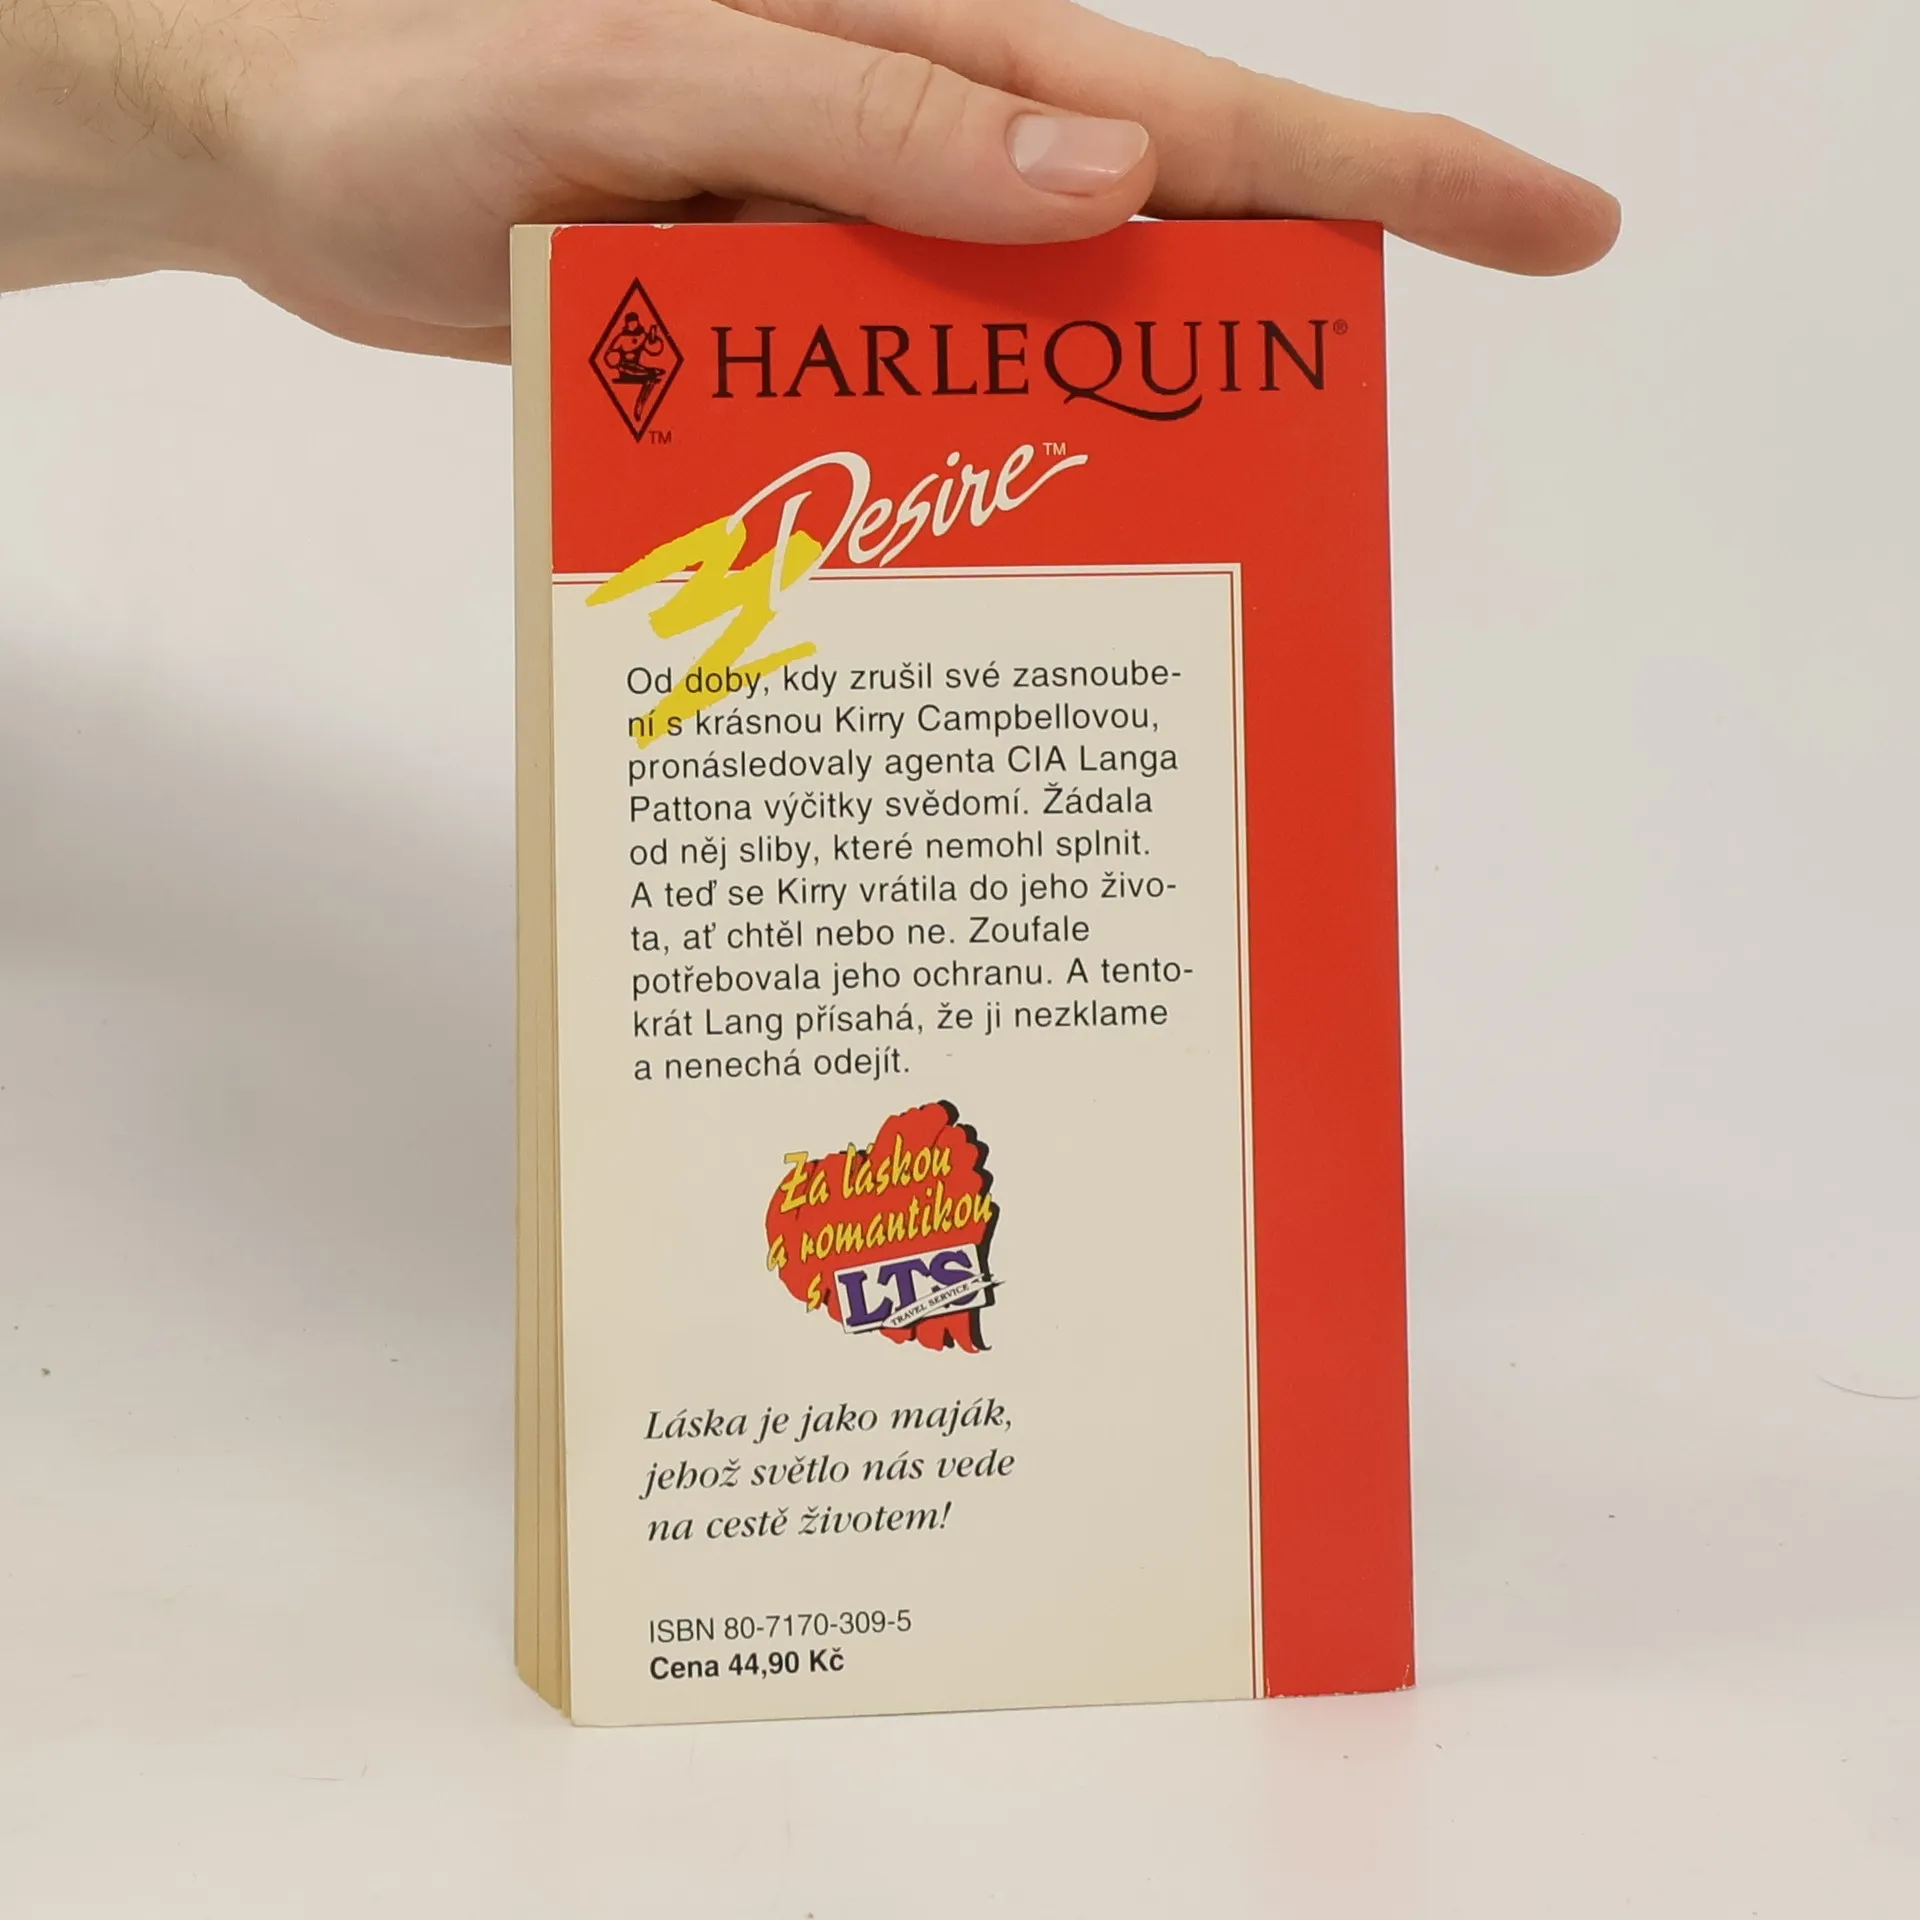 HARLEQUIN®
TM
Desire™
Od doby, kdy zrušil své zasnoube-
ní s krásnou Kirry Campbellovou,
pronásledovaly agenta CIA Langa
Pattona výčitky svědomí. Žádala
od něj sliby, které nemohl splnit.
A teď se Kirry vrátila do jeho živo-
ta, ať chtěl nebo ne. Zoufale
potřebovala jeho ochranu. A tento-
krát Lang přísahá, že ji nezklame
a nenechá odejít.
Za láskou
a romantikou
s LTS
TRAVEL SERVICE
Láska je jako maják,
jehož světlo nás vede
na cestě životem!
ISBN 80-7170-309-5
Cena 44,90 Kč